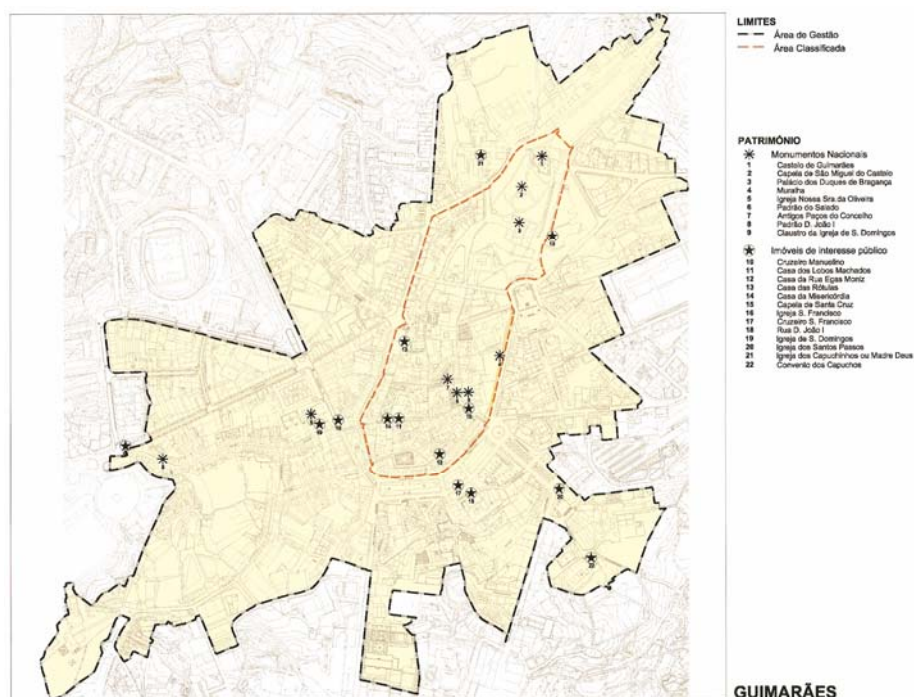 LIMITES
Área de Gestão
Área Classificada
PATRIMÓNIO
Monumentos Nacionais
1 Castelo de Guimarães
2 Capela de São Miguel do Castelo
3 Palácio dos Duques de Bragança
4 Muralha
5 Igreja Nossa Sra.da Oliveira
6 Padrão do Salado
7 Antigos Paços do Concelho
8 Padrão D. João I
9 Claustro da Igreja de S. Domingos
Imóveis de interesse público
10 Cruzeiro Manuelino
11 Casa dos Lobos Machados
12 Casa da Rua Egas Moniz
13 Casa das Rótulas
14 Casa da Misericórdia
15 Capela de Santa Cruz
16 Igreja S. Francisco
17 Cruzeiro S. Francisco
18 Rua D. João I
19 Igreja de S. Domingos
20 Igreja dos Santos Passos
21 Igreja dos Capuchinhos ou Madre Deus
22 Convento dos Capuchos
GUIMARÃES